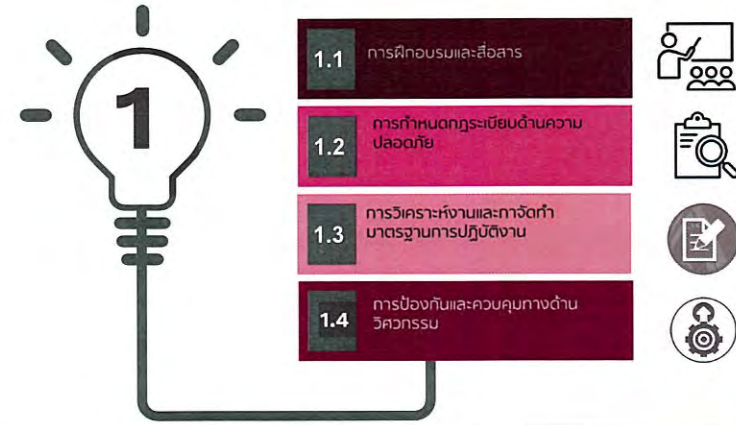 1
1.1
การฝึกอบรมและสื่อสาร
1.2
การกำหนดกฎระเบียบด้านความ
ปลอดภัย
1.3
การวิเคราะห์งานและกาจัดทำ
มาตรฐานการปฏิบัติงาน
1.4
การป้องกันและควบคุมทางด้าน
วิศวกรรม